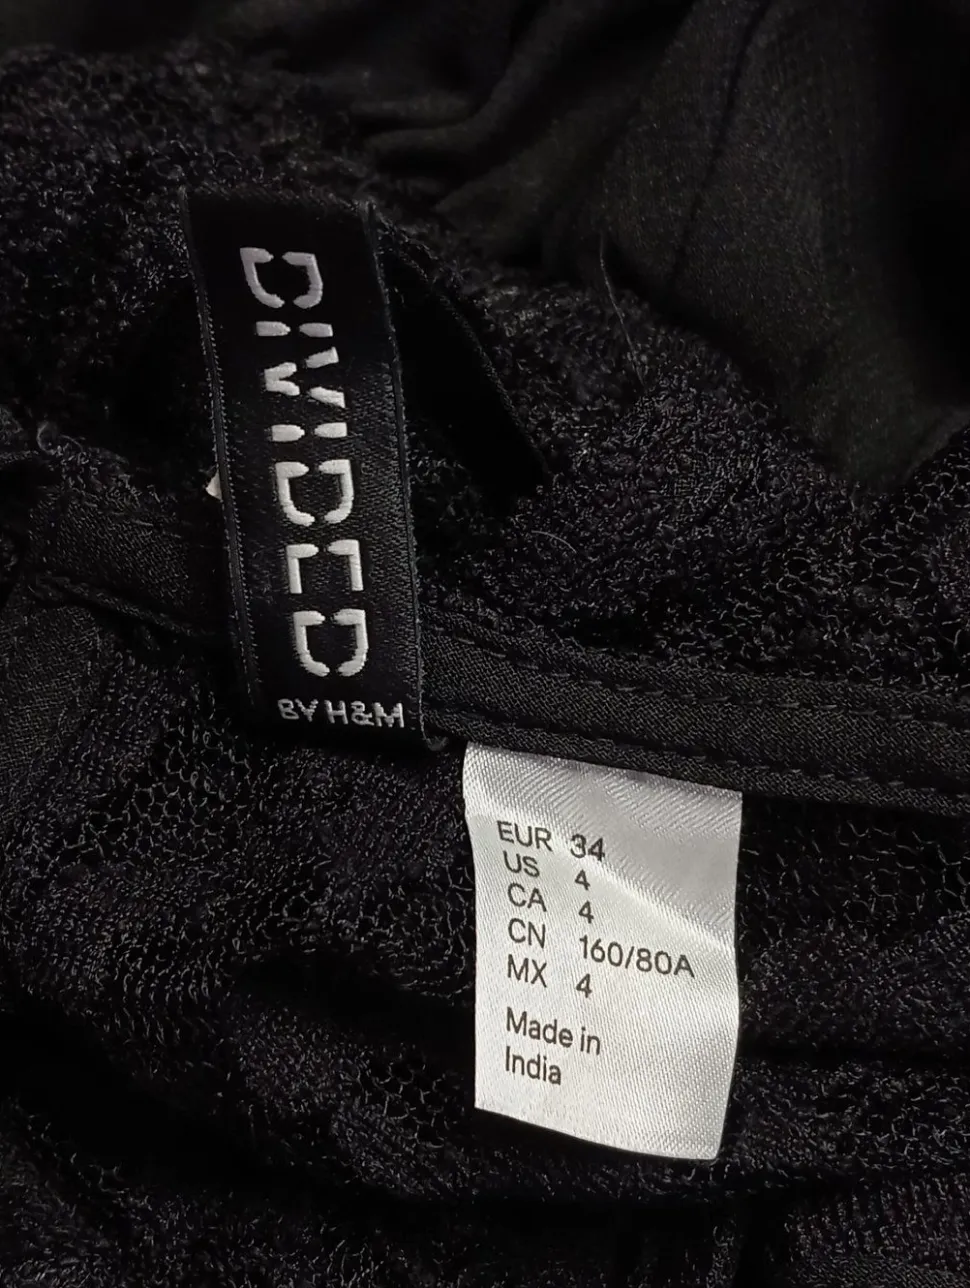 DIVIDED
BY H&M
EUR 34
US 4
CA 4
CN 160/80A
MX 4
Made in
India